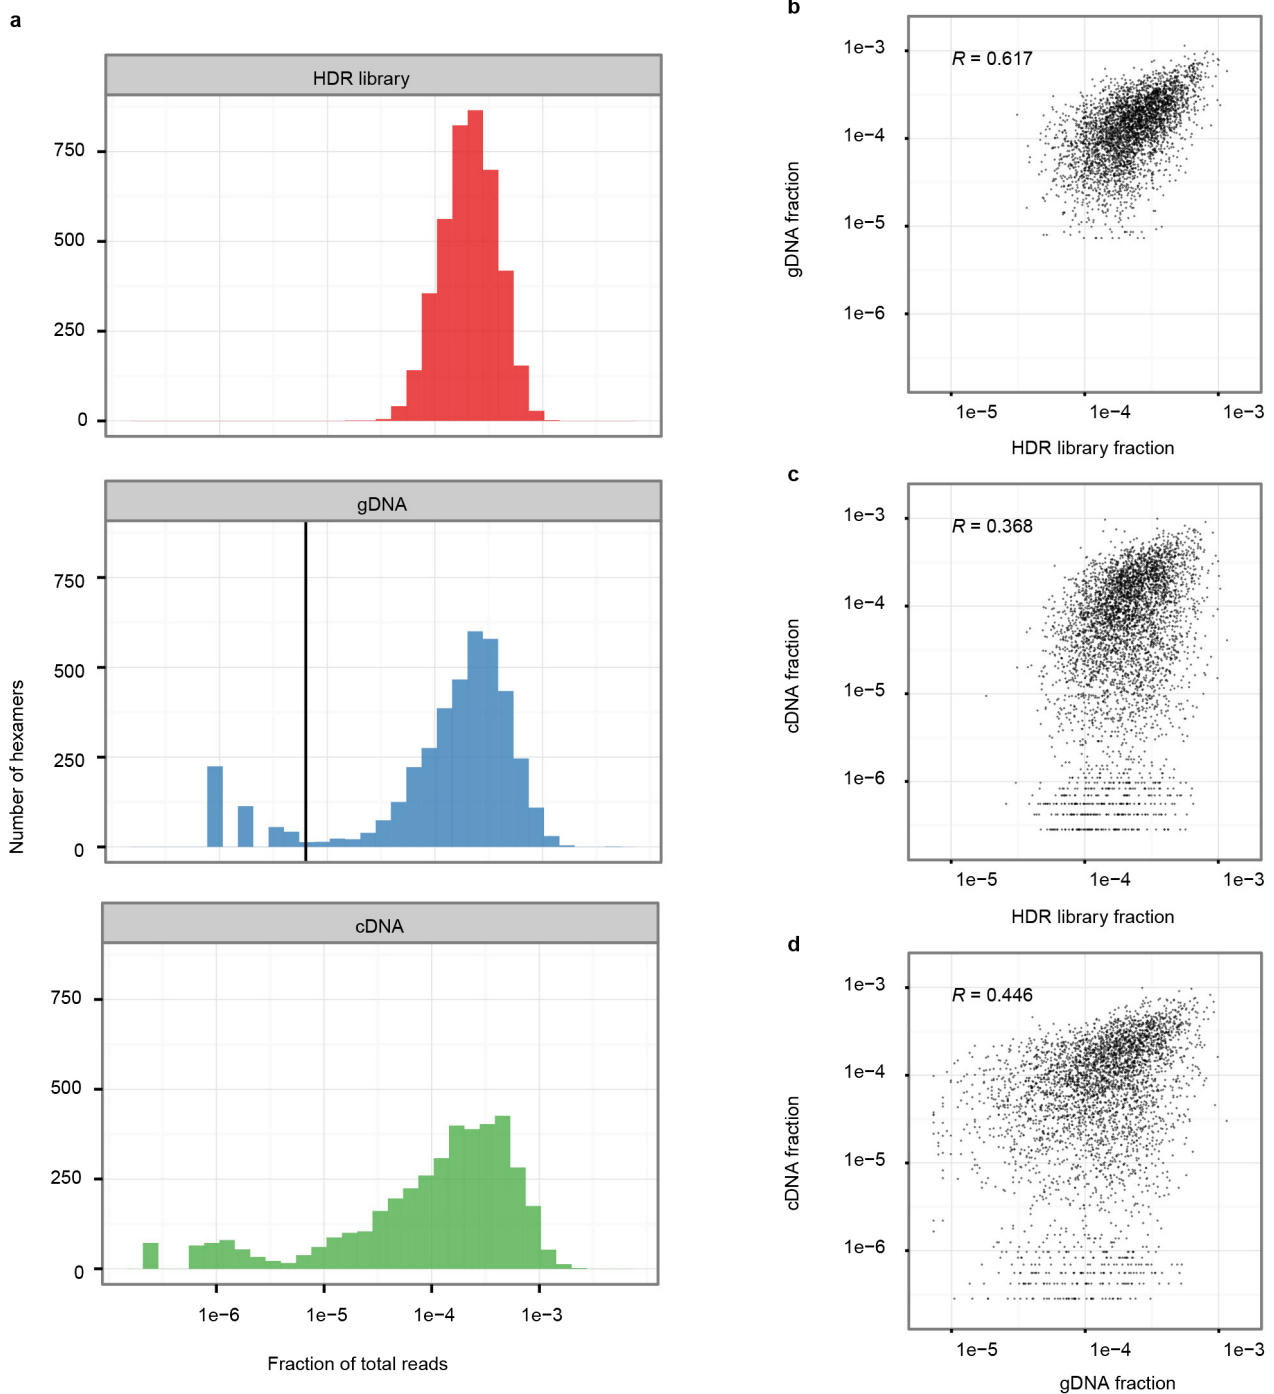 a
HDR library
750
500
250
0
gDNA
750
500
250
0
cDNA
750
500
250
0
Number of hexamers
1e−6 1e−5 1e−4 1e−3
Fraction of total reads
b
R = 0.617
1e−3
1e−4
1e−5
1e−6
gDNA fraction
1e−5 1e−4 1e−3
HDR library fraction
c
R = 0.368
1e−3
1e−4
1e−5
1e−6
cDNA fraction
1e−5 1e−4 1e−3
HDR library fraction
d
R = 0.446
1e−3
1e−4
1e−5
1e−6
cDNA fraction
1e−5 1e−4 1e−3
gDNA fraction